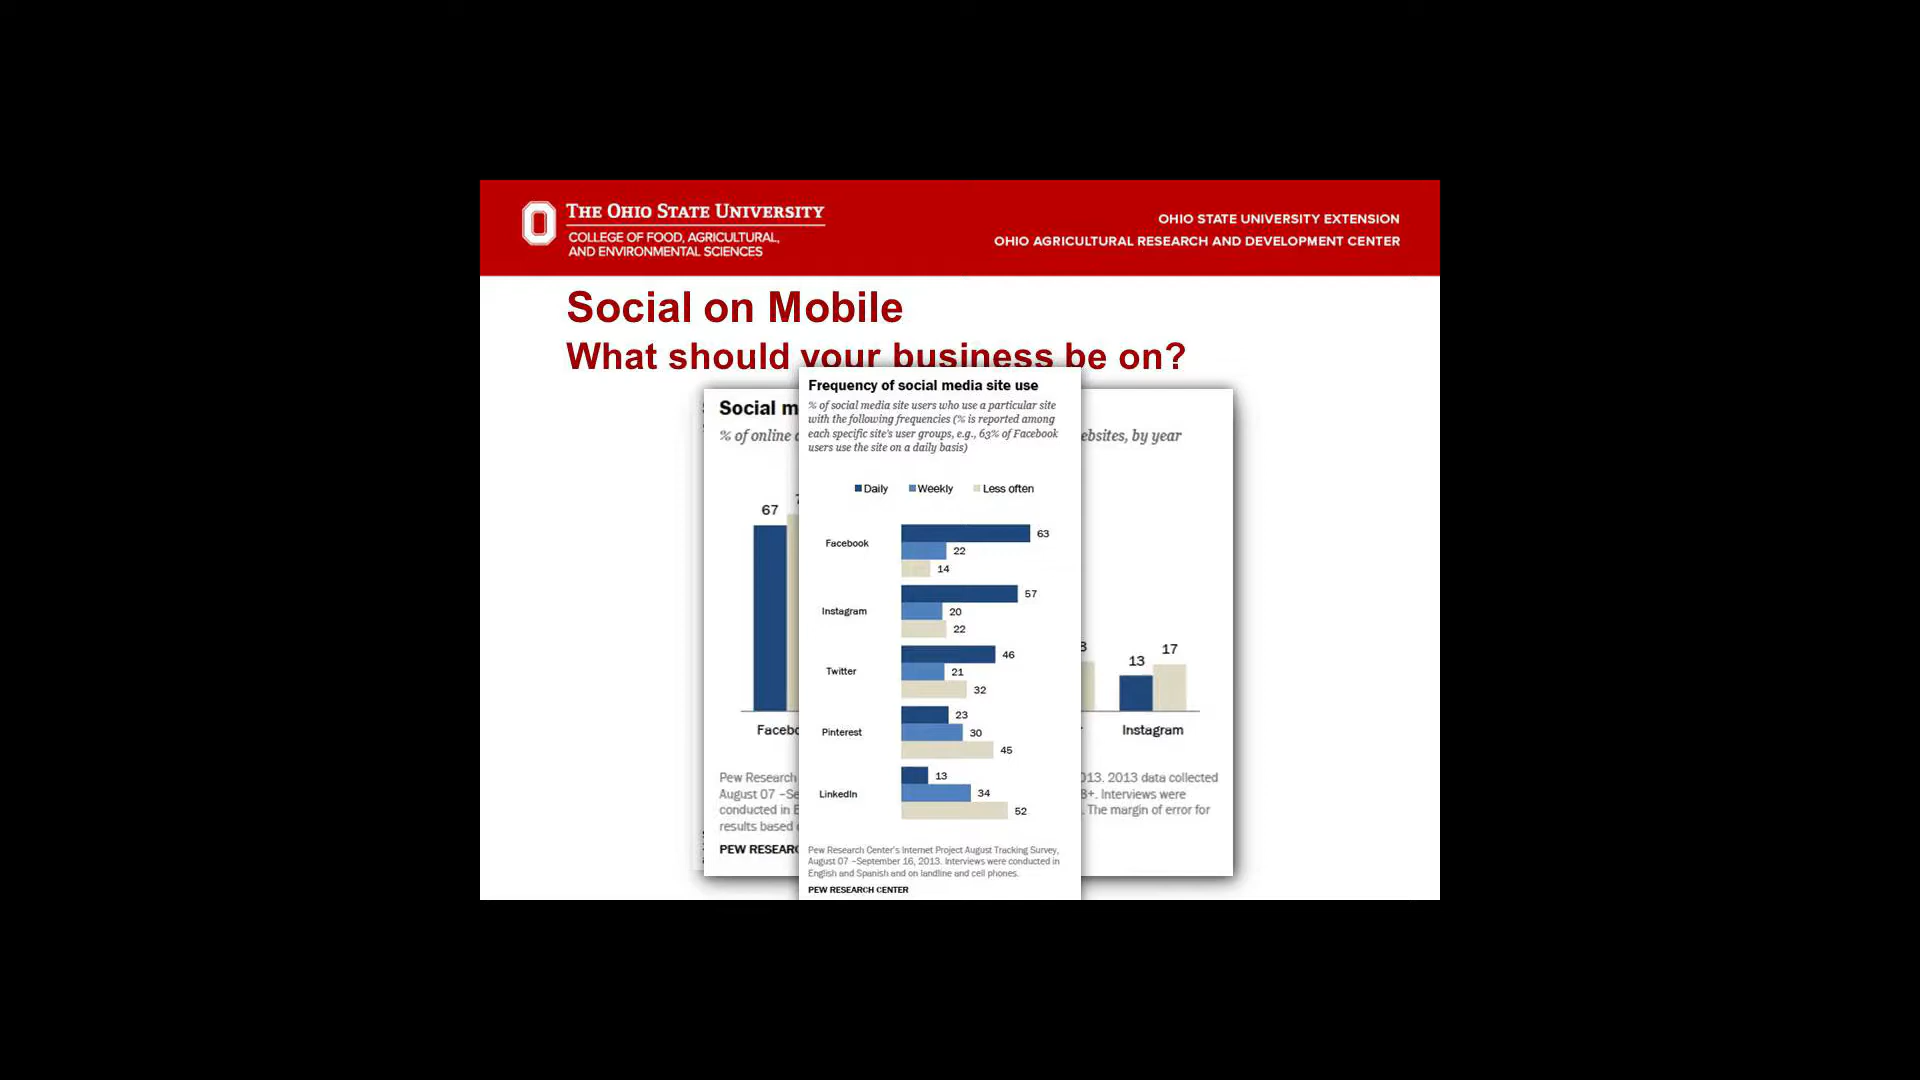 THE OHIO STATE UNIVERSITY
COLLEGE OF FOOD, AGRICULTURAL,
AND ENVIRONMENTAL SCIENCES
OHIO STATE UNIVERSITY EXTENSION
OHIO AGRICULTURAL RESEARCH AND DEVELOPMENT CENTER
Social on Mobile
What should your business be on?
Frequency of social media site use
% of social media site users who use a particular site
with the following frequencies (% is reported among
each specific site's user groups, e.g., 63% of Facebook
users use the site on a daily basis)
Daily Weekly Less often
Facebook
63
22
14
Instagram
57
20
22
Twitter
46
21
32
Pinterest
23
30
45
LinkedIn
13
34
52
Pew Research Center's Internet Project August Tracking Survey,
August 07 –September 16, 2013. Interviews were conducted in
English and Spanish and on landline and cell phones.
PEW RESEARCH CENTER
Social m
% of online
67
Pew Research
August 07 –Se
conducted in
results based
PEW RESEARC
ebsites, by year
13
17
Instagram
2013 data collected
Interviews were
The margin of error for